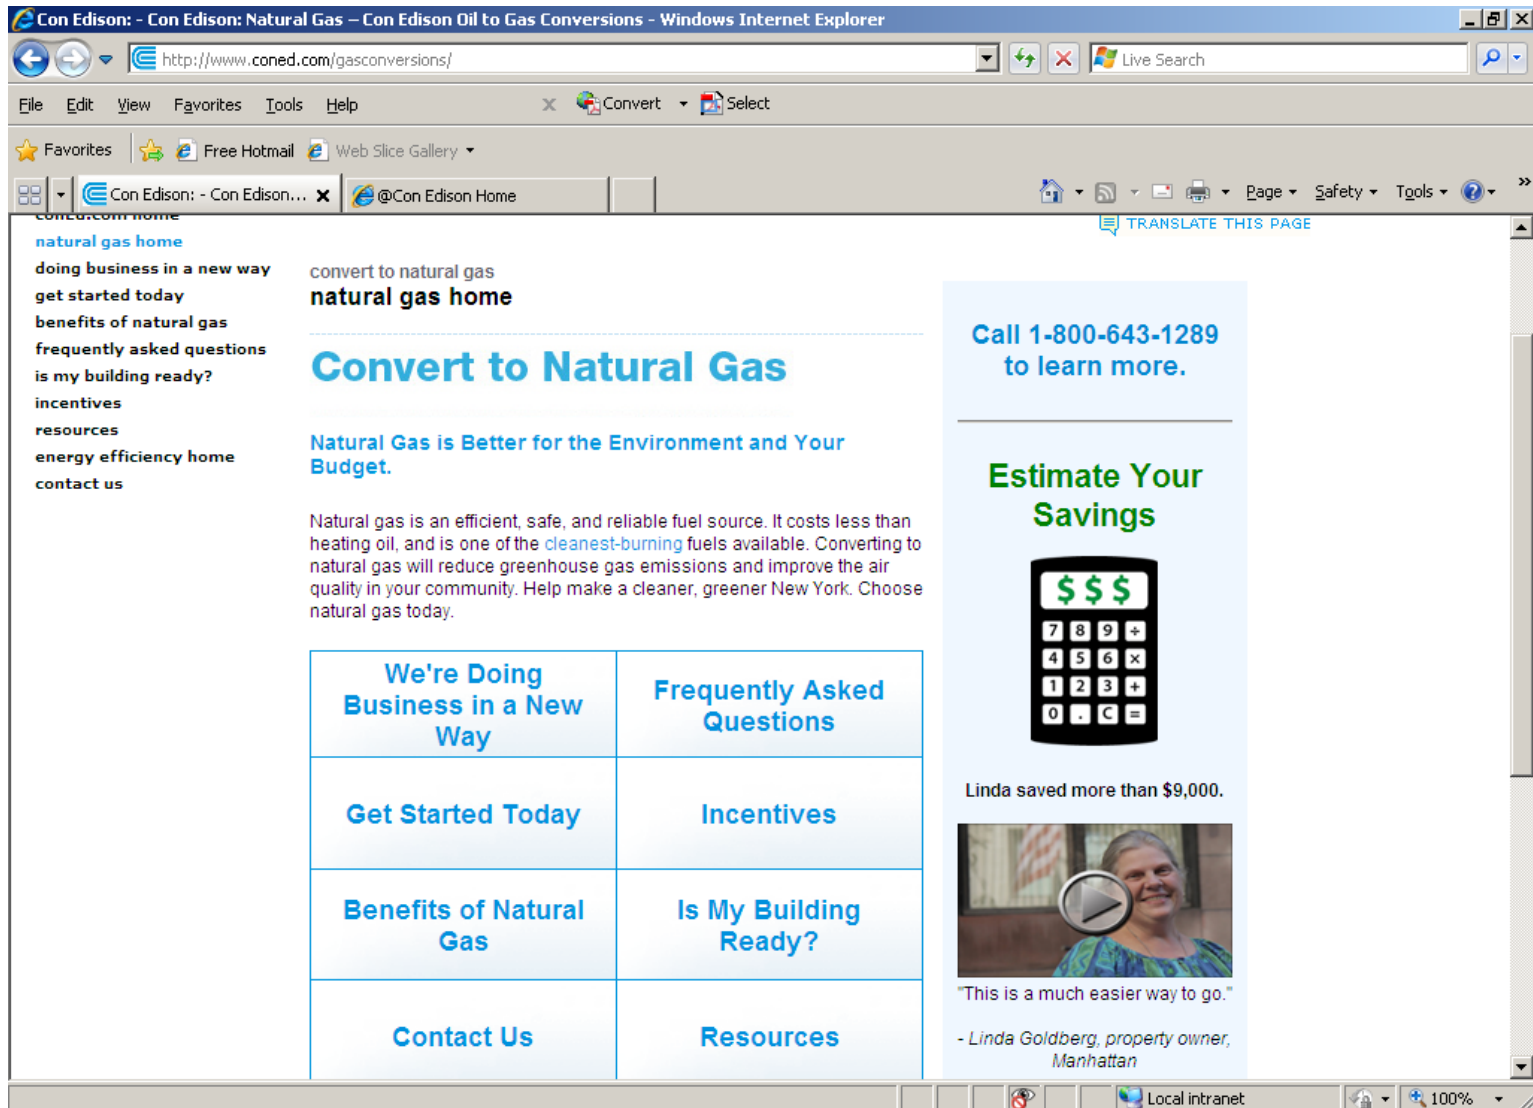 Con Edison: - Con Edison: Natural Gas – Con Edison Oil to Gas Conversions - Windows Internet Explorer
http://www.coned.com/gasconversions/
Live Search
File Edit View Favorites Tools Help
x Convert Select
Favorites Free Hotmail Web Slice Gallery
Con Edison: - Con Edison... x @Con Edison Home
Page Safety Tools »
conEd.com home
natural gas home
doing business in a new way
get started today
benefits of natural gas
frequently asked questions
is my building ready?
incentives
resources
energy efficiency home
contact us
TRANSLATE THIS PAGE
convert to natural gas
natural gas home
Convert to Natural Gas
Natural Gas is Better for the Environment and Your
Budget.
Natural gas is an efficient, safe, and reliable fuel source. It costs less than
heating oil, and is one of the cleanest-burning fuels available. Converting to
natural gas will reduce greenhouse gas emissions and improve the air
quality in your community. Help make a cleaner, greener New York. Choose
natural gas today.
We're Doing
Business in a New
Way
Frequently Asked
Questions
Get Started Today
Incentives
Benefits of Natural
Gas
Is My Building
Ready?
Contact Us
Resources
Call 1-800-643-1289
to learn more.
Estimate Your
Savings
$ $ $
7 8 9 ÷
4 5 6 x
1 2 3 +
0 . C =
Linda saved more than $9,000.
"This is a much easier way to go."
- Linda Goldberg, property owner,
Manhattan
Local intranet
100%